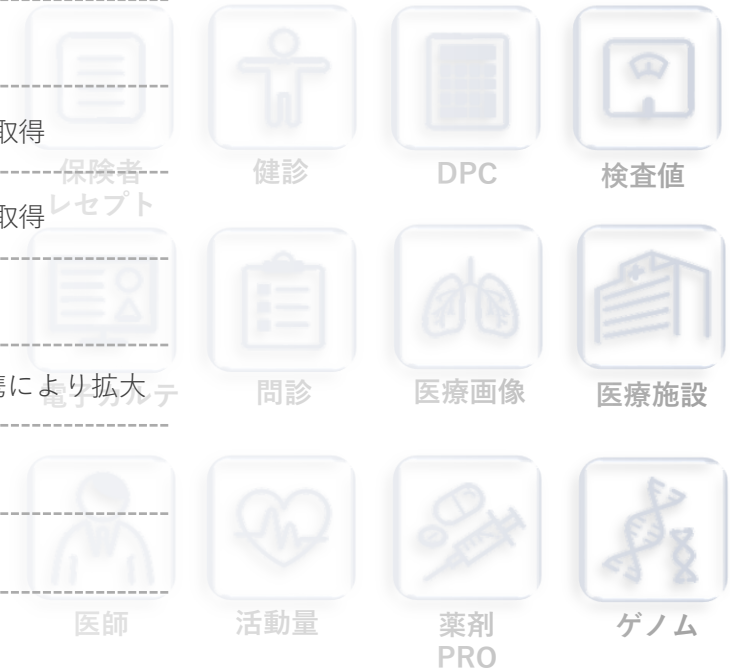 取得
保険者
レセプト
健診
DPC
検査値
取得
携により拡大
電子カルテ
問診
医療画像
医療施設
医師
活動量
薬剤
PRO
ゲノム